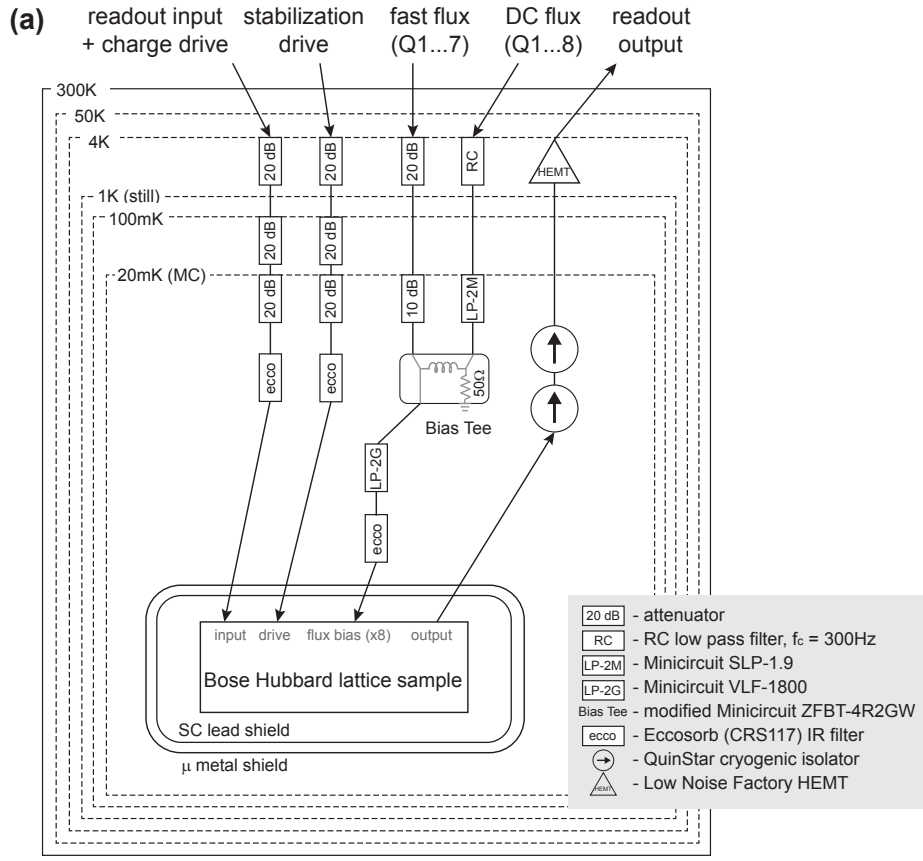 (a)
readout input
+ charge drive
stabilization
drive
fast flux
(Q1...7)
DC flux
(Q1...8)
readout
output
300K
50K
4K
20 dB
20 dB
20 dB
RC
HEMT
1K (still)
100mK
20 dB
20 dB
20mK (MC)
20 dB
20 dB
10 dB
LP-2M
ecco
ecco
50Ω
Bias Tee
LP-2G
ecco
input
drive
flux bias (x8)
output
Bose Hubbard lattice sample
SC lead shield
μ metal shield
20 dB - attenuator
RC - RC low pass filter, fc = 300Hz
LP-2M - Minicircuit SLP-1.9
LP-2G - Minicircuit VLF-1800
Bias Tee - modified Minicircuit ZFBT-4R2GW
ecco - Eccosorb (CRS117) IR filter
- QuinStar cryogenic isolator
HEMT - Low Noise Factory HEMT